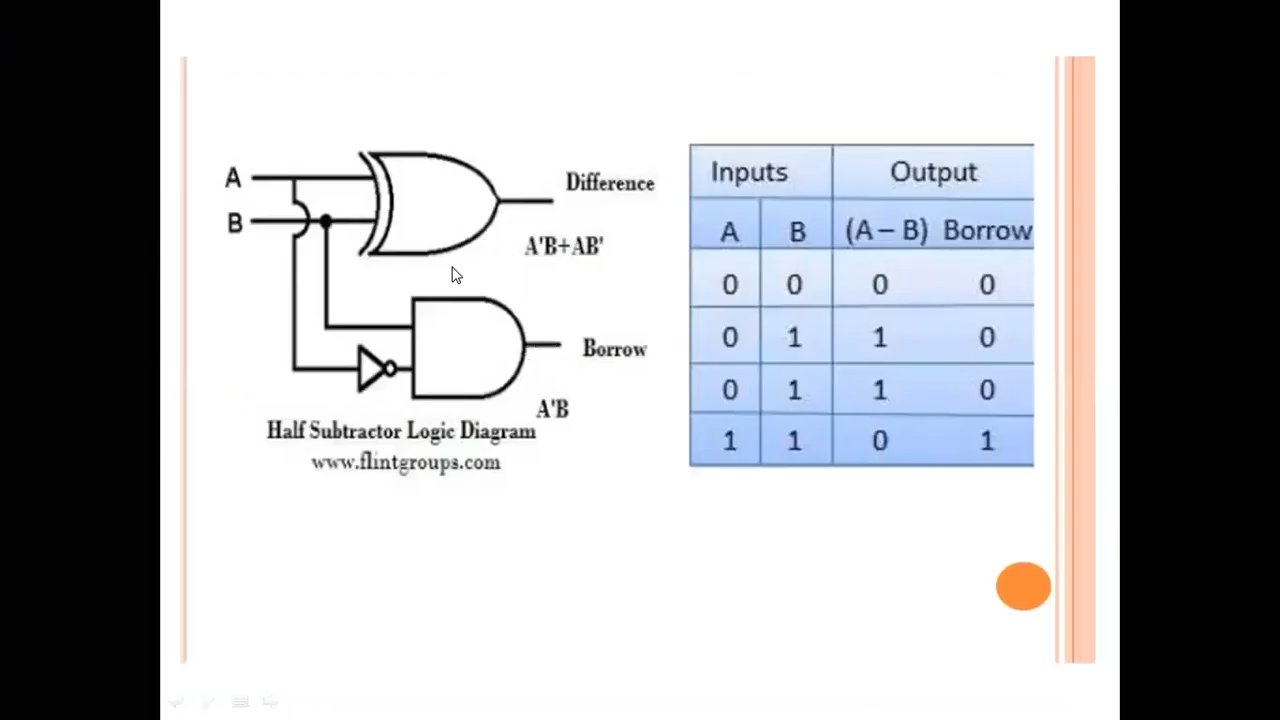 A
B
Difference
A'B+AB'
Borrow
A'B
Half Subtractor Logic Diagram
www.flintgroups.com
Inputs Output
A B (A – B) Borrow
0 0 0 0
0 1 1 0
0 1 1 0
1 1 0 1